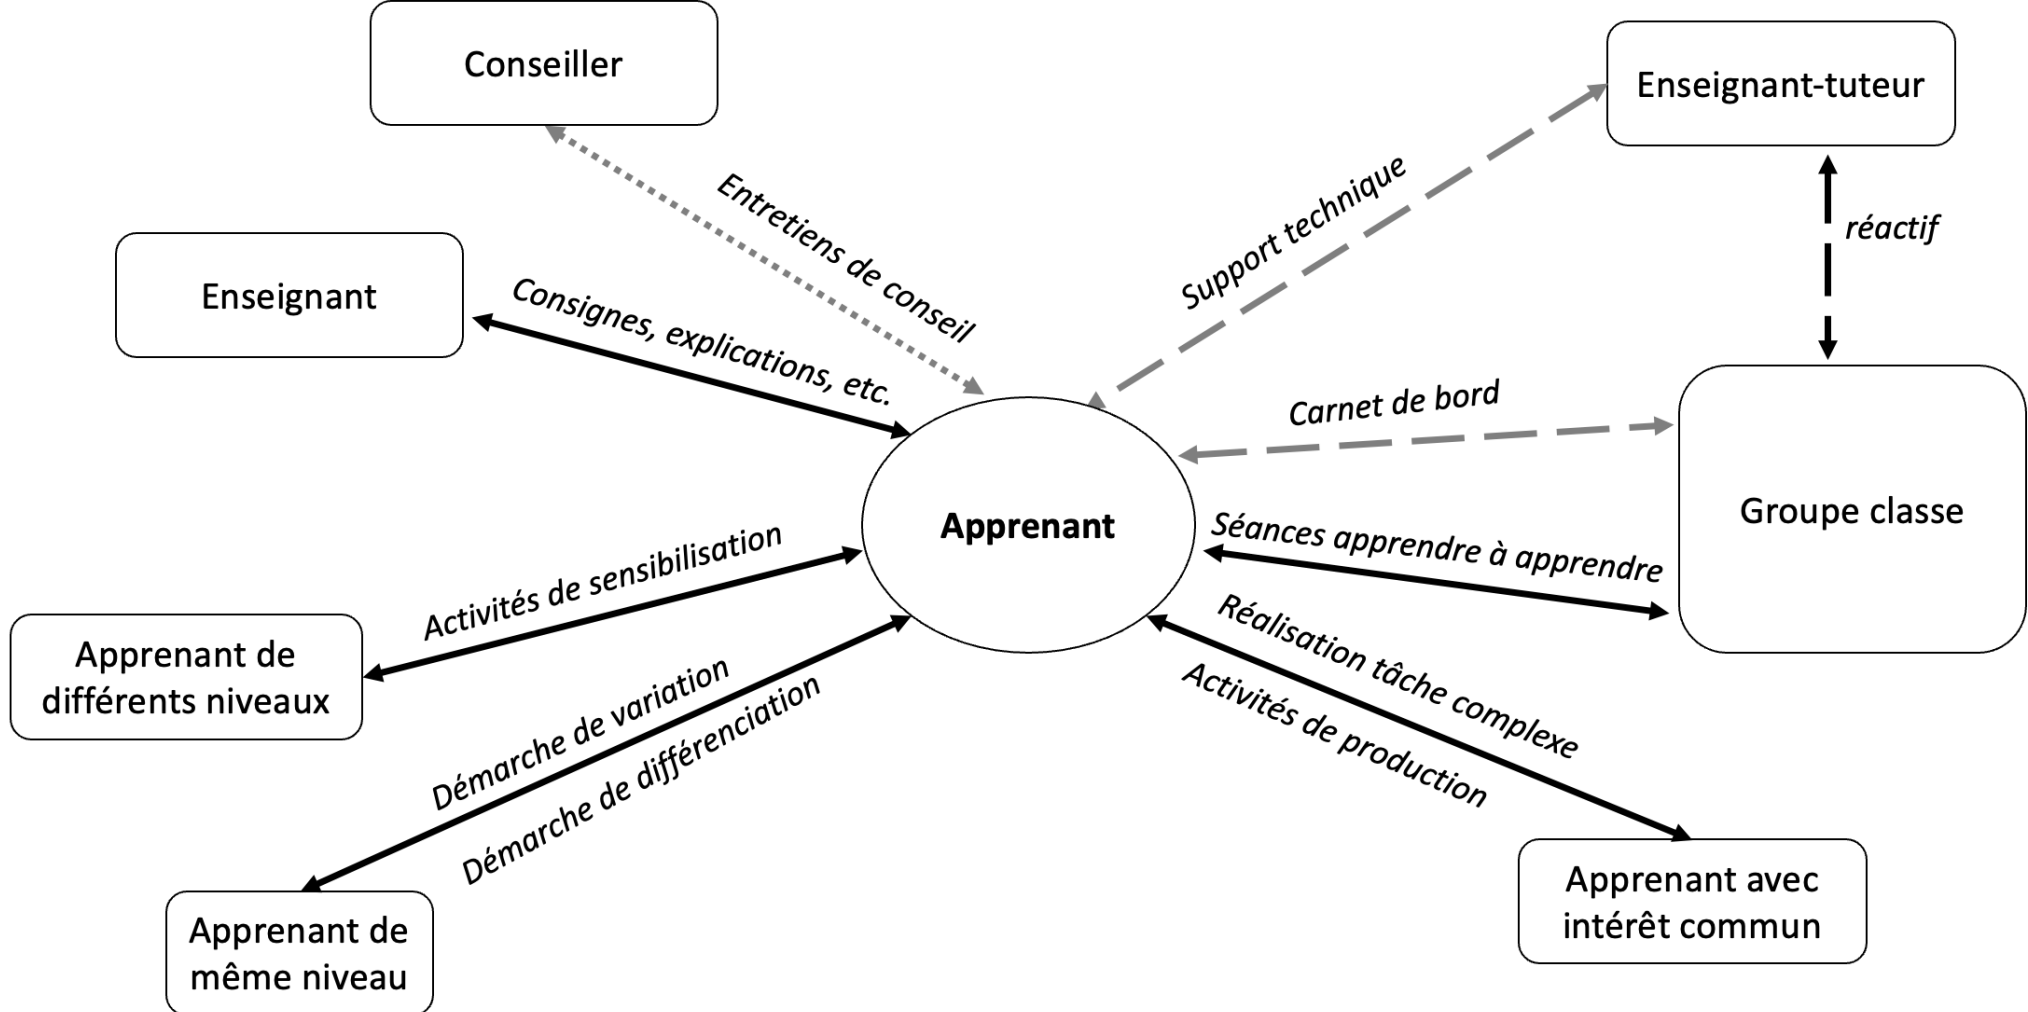 Conseiller
Enseignant-tuteur
Entretiens de conseil
Support technique
réactif
Enseignant
Consignes, explications, etc.
Carnet de bord
Groupe classe
Apprenant
Séances apprendre à apprendre
Activités de sensibilisation
Réalisation tâche complexe
Activités de production
Apprenant de
différents niveaux
Démarche de variation
Démarche de différenciation
Apprenant avec
intérêt commun
Apprenant de
même niveau